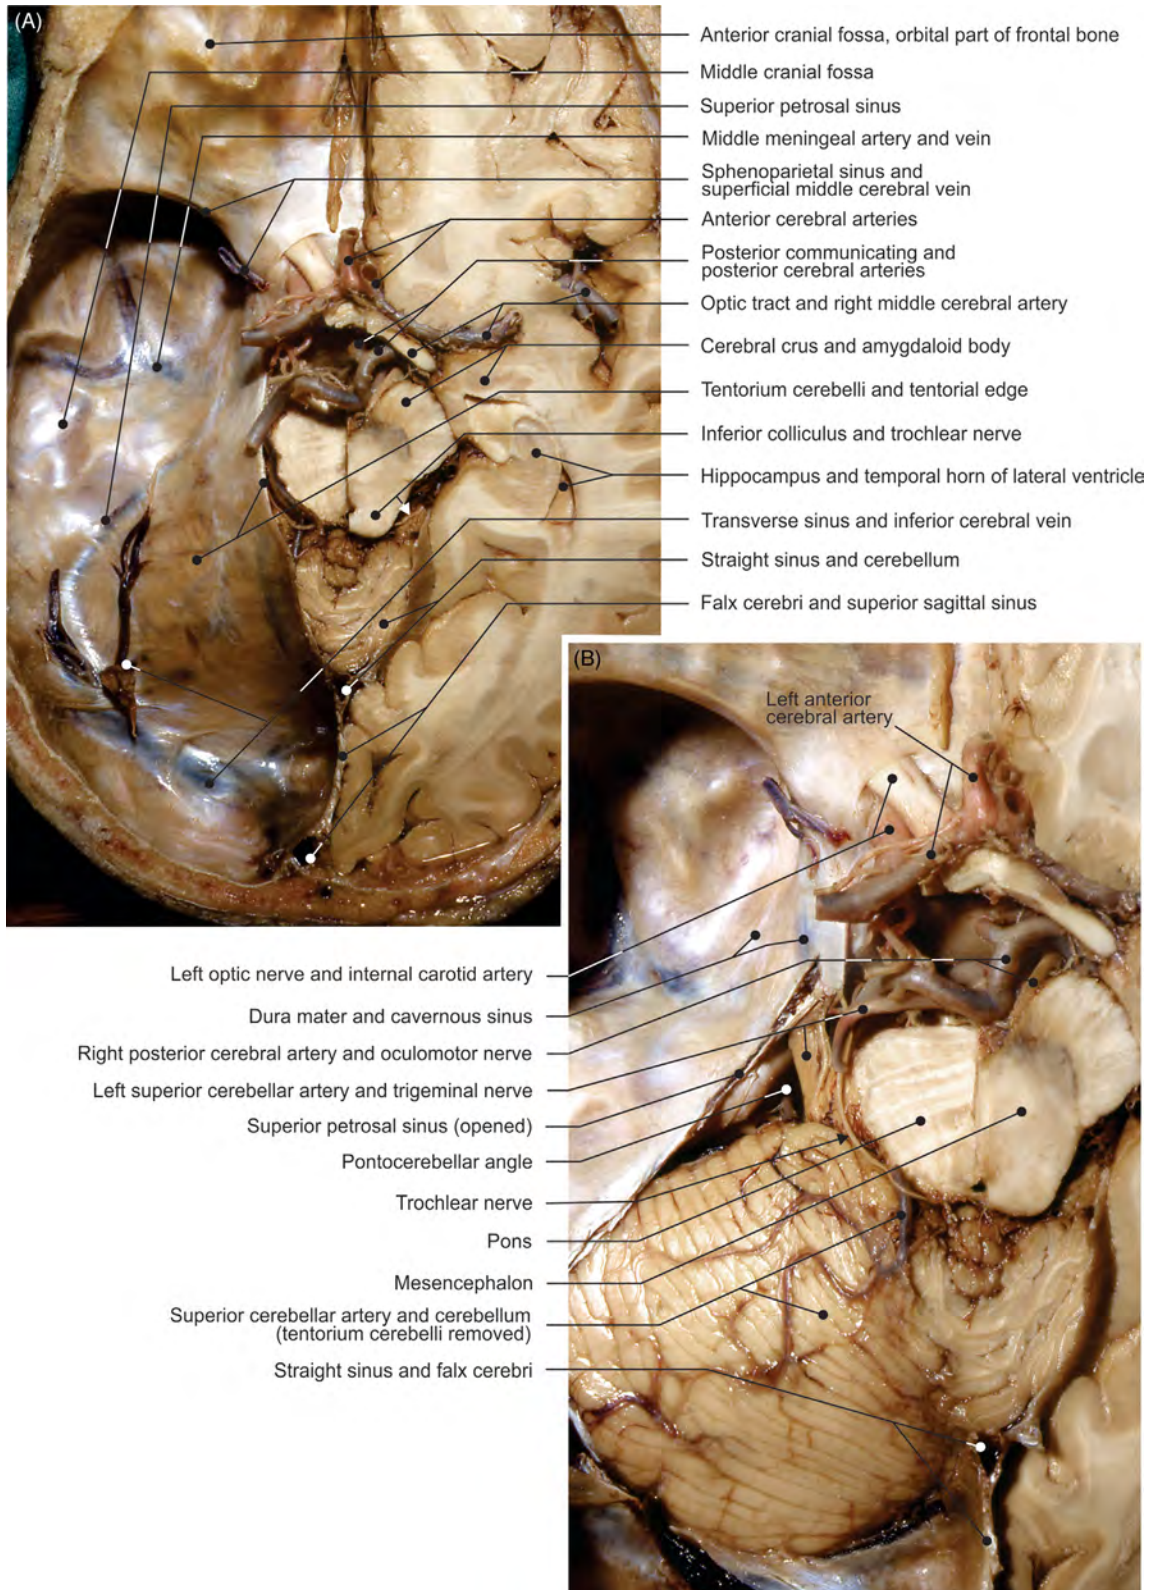 (A)
Anterior cranial fossa, orbital part of frontal bone
Middle cranial fossa
Superior petrosal sinus
Middle meningeal artery and vein
Sphenoparietal sinus and
superficial middle cerebral vein
Anterior cerebral arteries
Posterior communicating and
posterior cerebral arteries
Optic tract and right middle cerebral artery
Cerebral crus and amygdaloid body
Tentorium cerebelli and tentorial edge
Inferior colliculus and trochlear nerve
Hippocampus and temporal horn of lateral ventricle
Transverse sinus and inferior cerebral vein
Straight sinus and cerebellum
Falx cerebri and superior sagittal sinus
(B)
Left anterior
cerebral artery
Left optic nerve and internal carotid artery
Dura mater and cavernous sinus
Right posterior cerebral artery and oculomotor nerve
Left superior cerebellar artery and trigeminal nerve
Superior petrosal sinus (opened)
Pontocerebellar angle
Trochlear nerve
Pons
Mesencephalon
Superior cerebellar artery and cerebellum
(tentorium cerebelli removed)
Straight sinus and falx cerebri